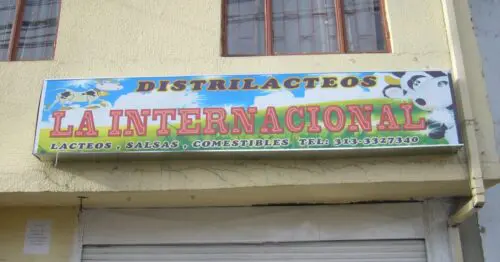 DISTRILACTEOS
LA INTERNACIONAL
LACTEOS , SALSAS , COMESTIBLES TEL: 313-3327340